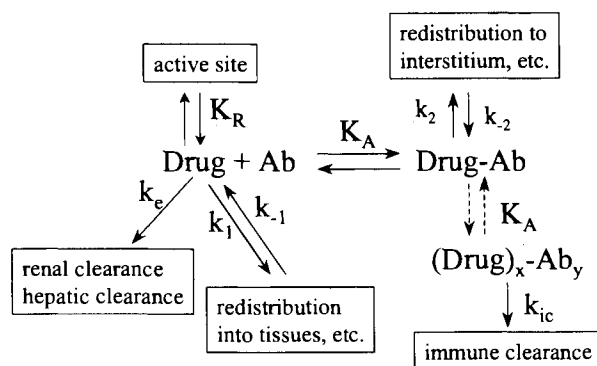 active site
redistribution to
interstitium, etc.
K_R
k_2
k_-2
K_A
Drug + Ab
Drug-Ab
k_e
k_1
k_-1
K_A
renal clearance
hepatic clearance
redistribution
into tissues, etc.
(Drug)_x-Ab_y
k_ic
immune clearance